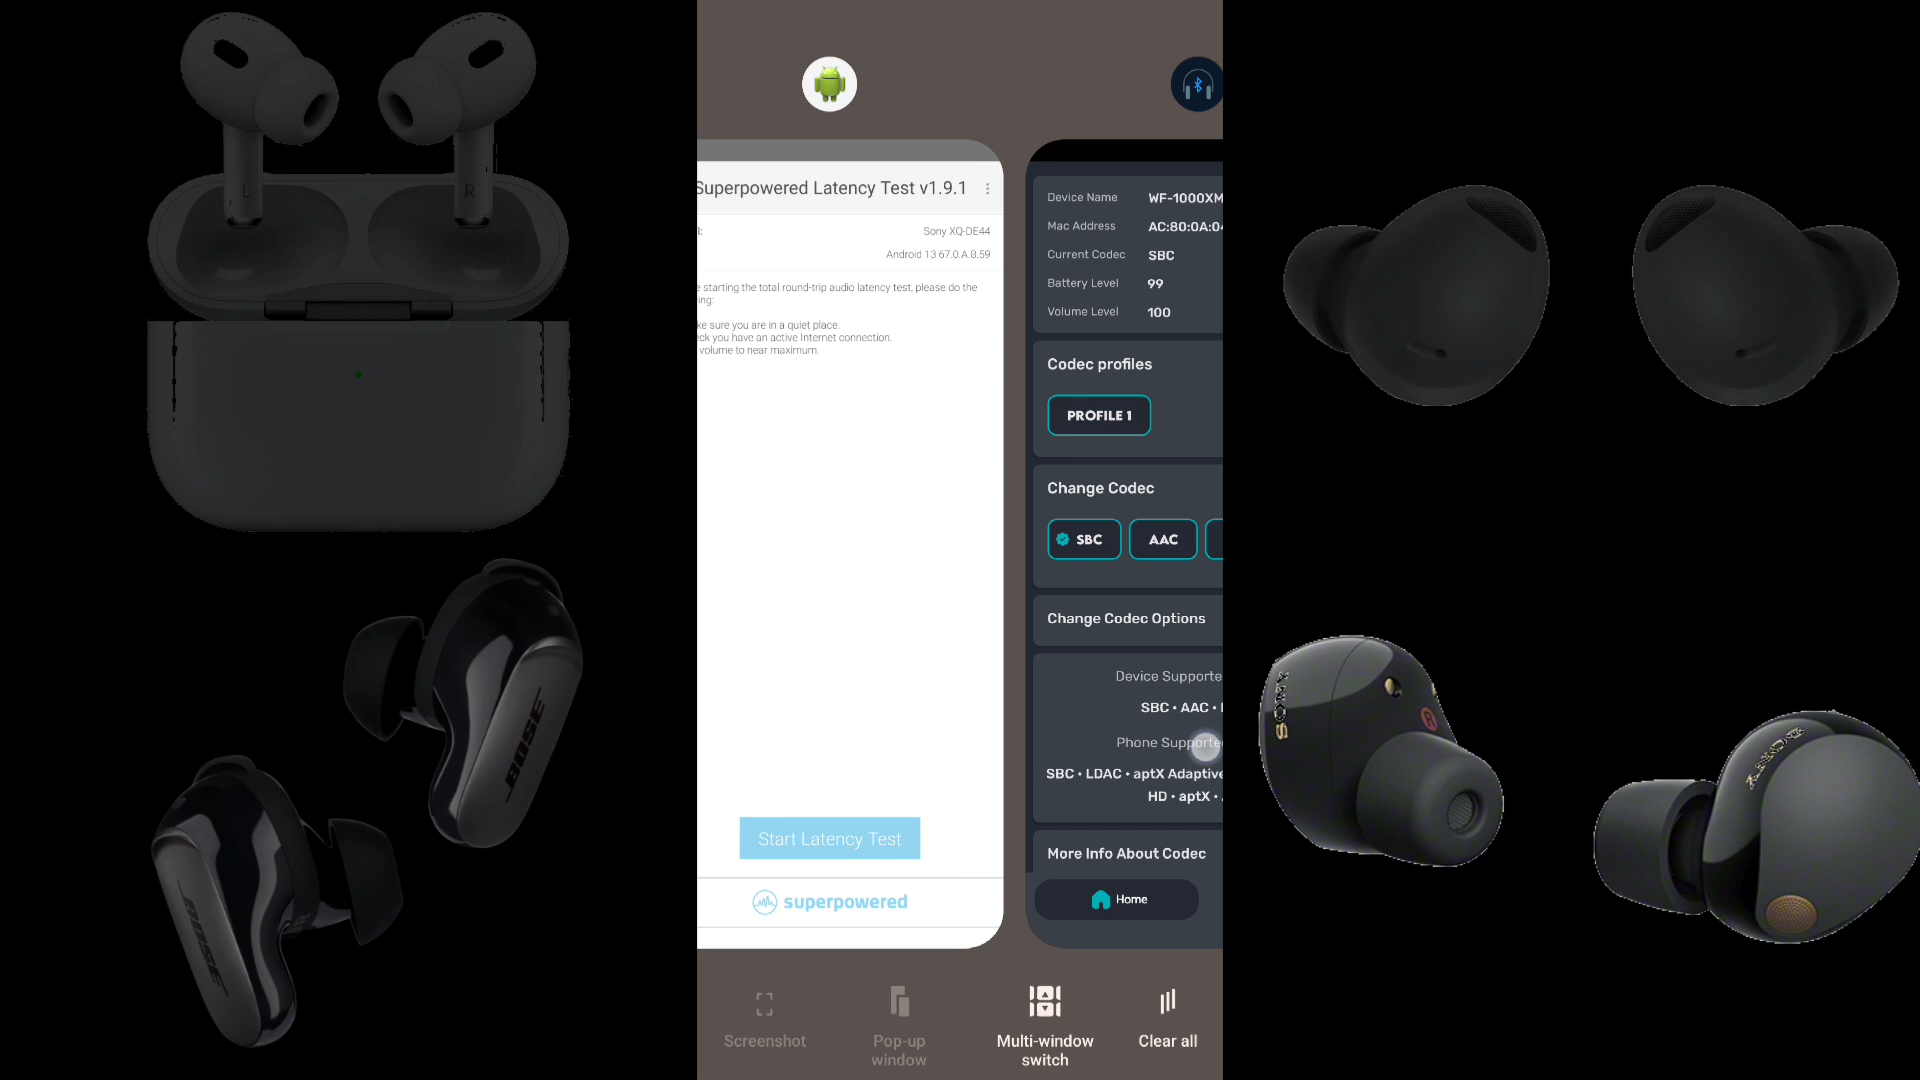 L
R
BOSE
BOSE
Superpowered Latency Test v1.9.1
l:
Sony XQ-DE44
Android 13 67.0.A.8.59
e starting the total round-trip audio latency test, please do the
ing:
ke sure you are in a quiet place.
eck you have an active Internet connection.
volume to near maximum.
Start Latency Test
superpowered
Device Name WF-1000XM
Mac Address AC:80:0A:0
Current Codec SBC
Battery Level 99
Volume Level 100
Codec profiles
PROFILE 1
Change Codec
SBC
AAC
Change Codec Options
Device Supporte
SBC • AAC •
Phone Supporte
SBC • LDAC • aptX Adaptive
HD • aptX •
More Info About Codec
Home
Screenshot
Pop-up
window
Multi-window
switch
Clear all
SONY
R
SONY